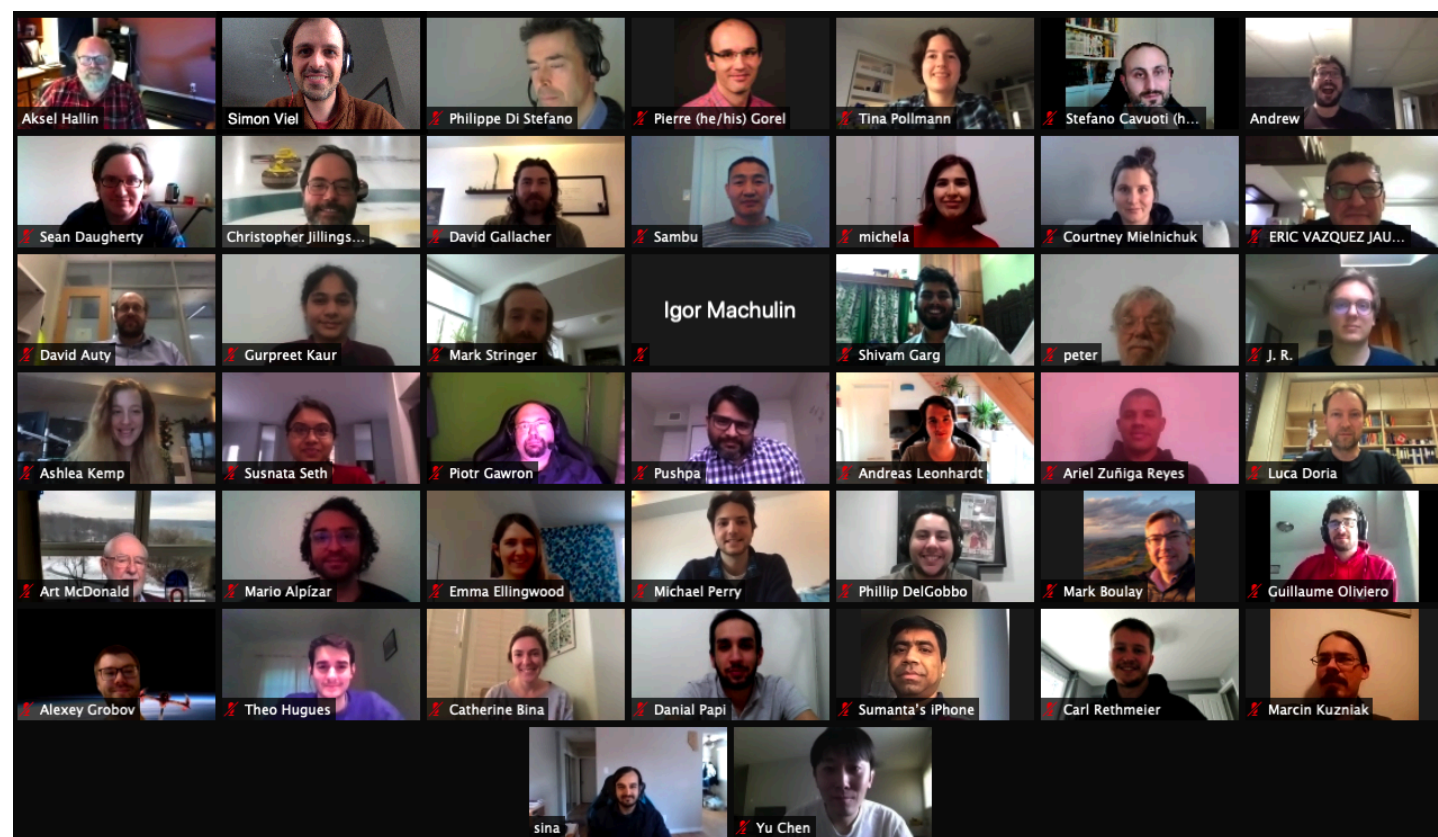 Aksel Hallin
Simon Viel
Philippe Di Stefano
Pierre (he/his) Gorel
Tina Pollmann
Stefano Cavuoti (h...
Andrew
Sean Daugherty
Christopher Jillings...
David Gallacher
Sambu
michela
Courtney Mielnichuk
ERIC VAZQUEZ JAU...
David Auty
Gurpreet Kaur
Mark Stringer
Igor Machulin
Shivam Garg
peter
J. R.
Ashlea Kemp
Susnata Seth
Piotr Gawron
Pushpa
Andreas Leonhardt
Ariel Zuñiga Reyes
Luca Doria
Art McDonald
Mario Alpízar
Emma Ellingwood
Michael Perry
Phillip DelGobbo
Mark Boulay
Guillaume Oliviero
Alexey Grobov
Theo Hugues
Catherine Bina
Danial Papi
Sumanta's iPhone
Carl Rethmeier
Marcin Kuzniak
sina
Yu Chen